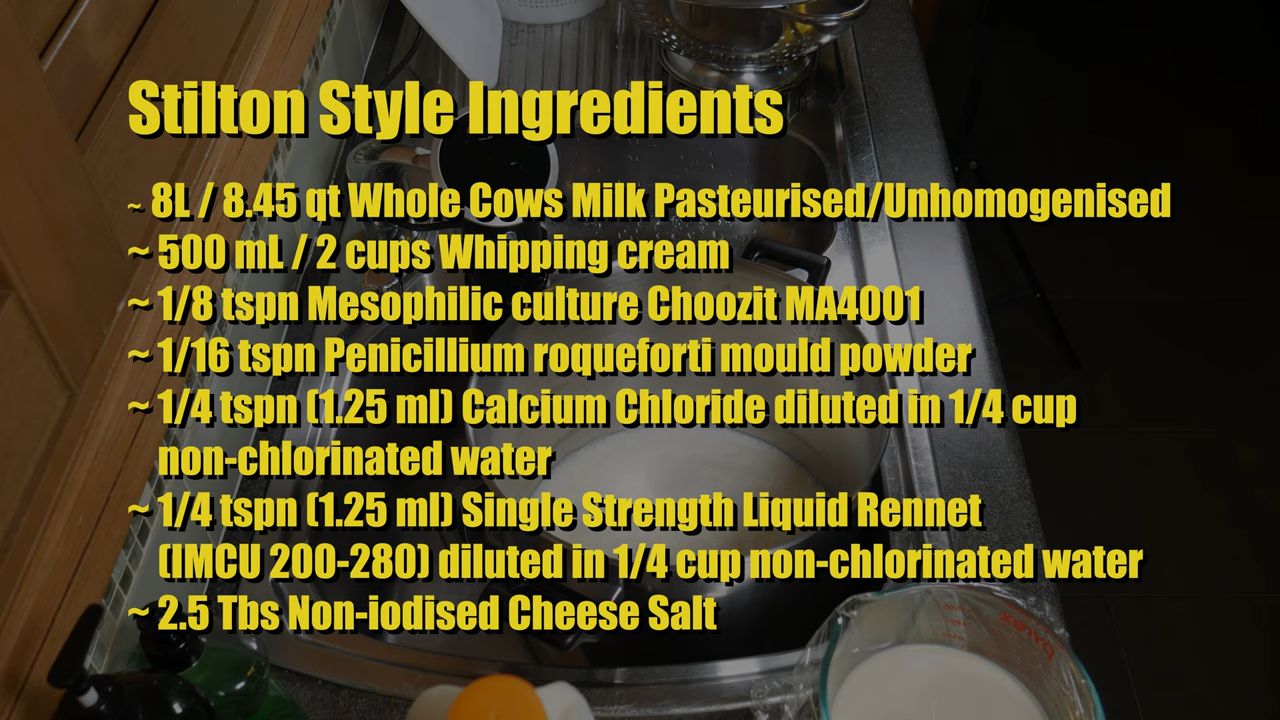 Stilton Style Ingredients
~ 8L / 8.45 qt Whole Cows Milk Pasteurised/Unhomogenised
~ 500 mL / 2 cups Whipping cream
~ 1/8 tspn Mesophilic culture Choozit MA4001
~ 1/16 tspn Penicillium roqueforti mould powder
~ 1/4 tspn (1.25 ml) Calcium Chloride diluted in 1/4 cup
non-chlorinated water
~ 1/4 tspn (1.25 ml) Single Strength Liquid Rennet
(IMCU 200-280) diluted in 1/4 cup non-chlorinated water
~ 2.5 Tbs Non-iodised Cheese Salt
PYREX